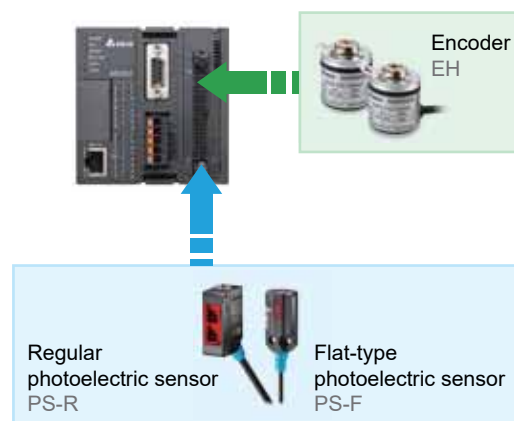 Encoder
EH
Regular
photoelectric sensor
PS-R
Flat-type
photoelectric sensor
PS-F